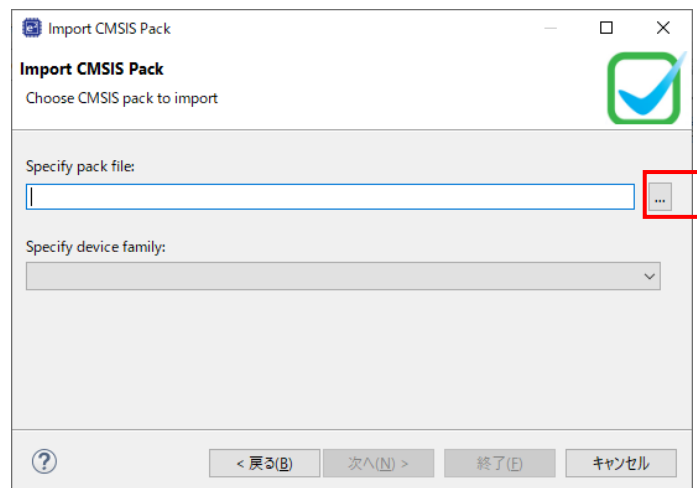 Import CMSIS Pack
Import CMSIS Pack
Choose CMSIS pack to import
Specify pack file:
...
Specify device family:
< 戻る(B) 次へ(N) > 終了(F) キャンセル